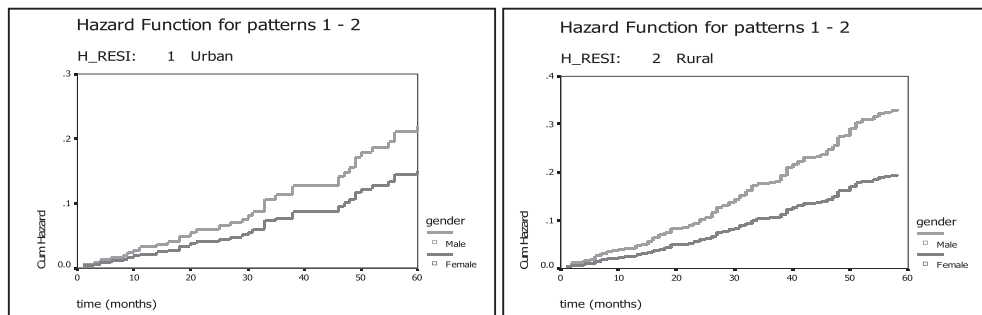 Hazard Function for patterns 1 - 2
H_RESI: 1 Urban
.3
.2
.1
0.0
Cum Hazard
0 10 20 30 40 50 60
time (months)
gender
Male
Female
Hazard Function for patterns 1 - 2
H_RESI: 2 Rural
.4
.3
.2
.1
0.0
Cum Hazard
0 10 20 30 40 50 60
time (months)
gender
Male
Female